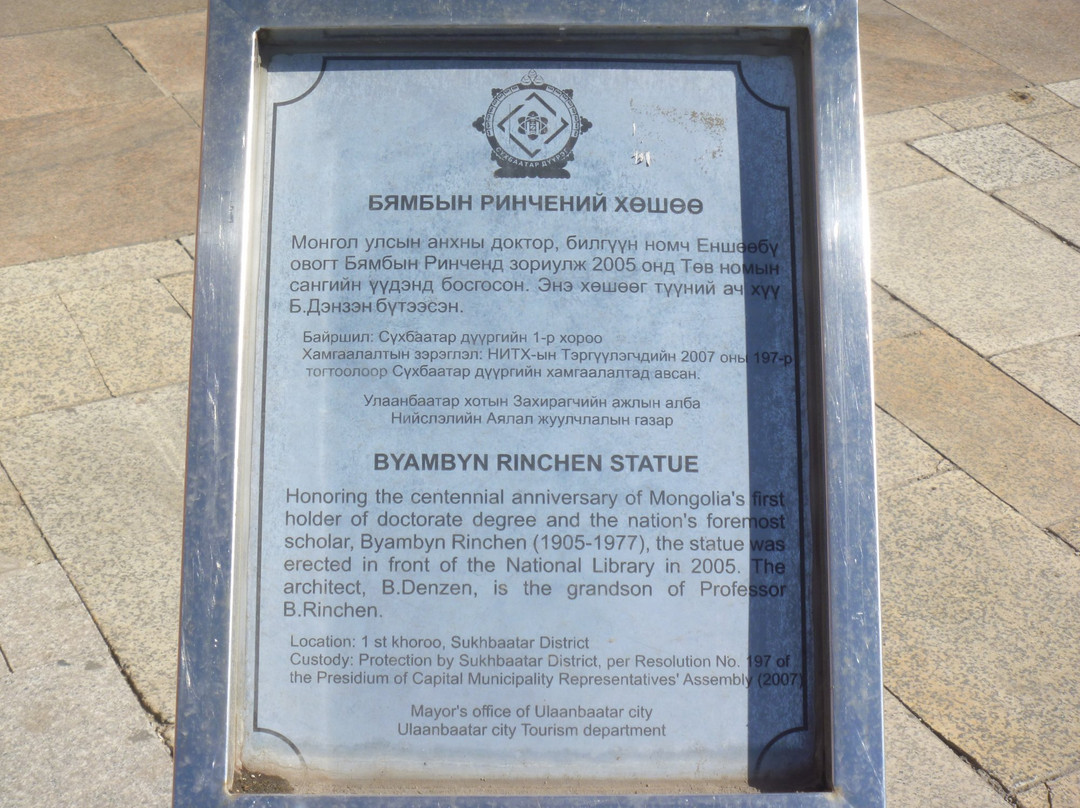 СҮХБААТАР ДҮҮРЭГ
БЯМБЫН РИНЧЕНИЙ ХӨШӨӨ
Монгол улсын анхны доктор, билгүүн номч Еншөөбү
овогт Бямбын Ринченд зориулж 2005 онд Төв номын
сангийн үүдэнд босгосон. Энэ хөшөөг түүний ач хүү
Б.Дэнзэн бүтээсэн.
Байршил: Сүхбаатар дүүргийн 1-р хороо
Хамгаалалтын зэрэглэл: НИТХ-ын Тэргүүлэгчдийн 2007 оны 197-р
тогтоолоор Сүхбаатар дүүргийн хамгаалалтад авсан.
Улаанбаатар хотын Захирагчийн ажлын алба
Нийслэлийн Аялал жуулчлалын газар
BYAMBYN RINCHEN STATUE
Honoring the centennial anniversary of Mongolia's first
holder of doctorate degree and the nation's foremost
scholar, Byambyn Rinchen (1905-1977), the statue was
erected in front of the National Library in 2005. The
architect, B.Denzen, is the grandson of Professor
B.Rinchen.
Location: 1 st khoroo, Sukhbaatar District
Custody: Protection by Sukhbaatar District, per Resolution No. 197 of
the Presidium of Capital Municipality Representatives' Assembly (2007)
Mayor's office of Ulaanbaatar city
Ulaanbaatar city Tourism department